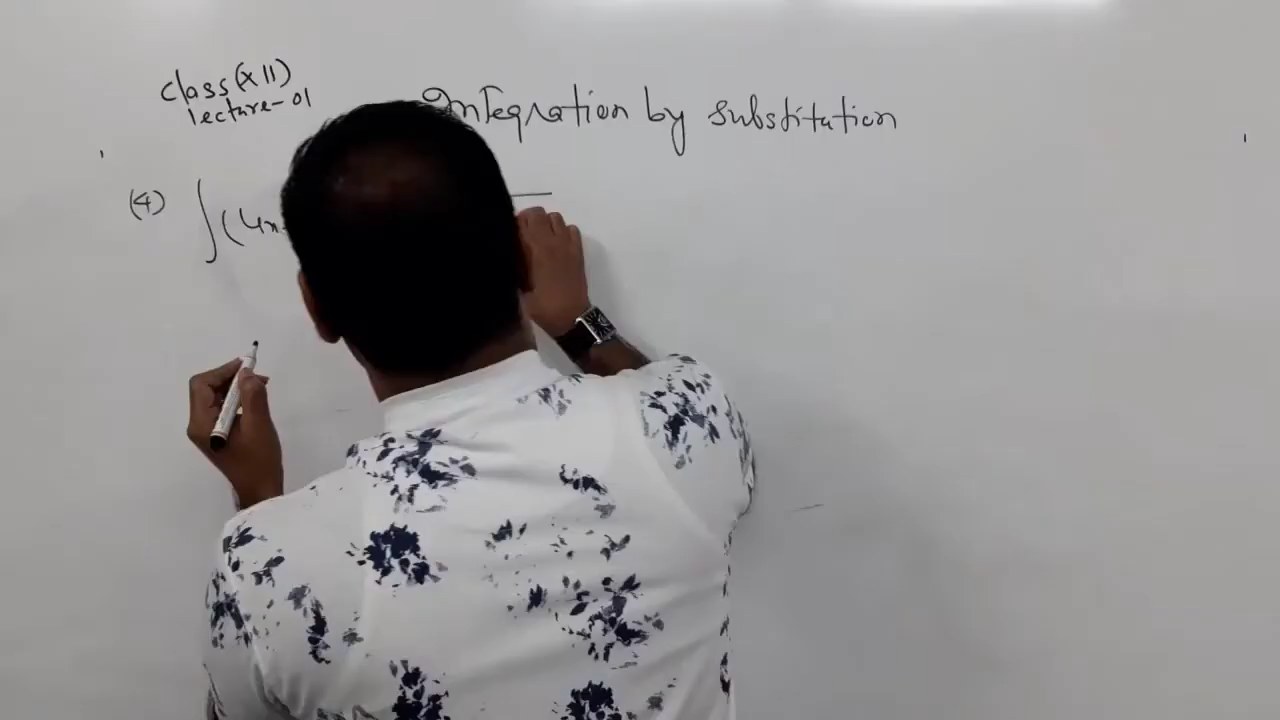 class(XII)
lecture-01
Integration by substitution
(4) ∫(4x